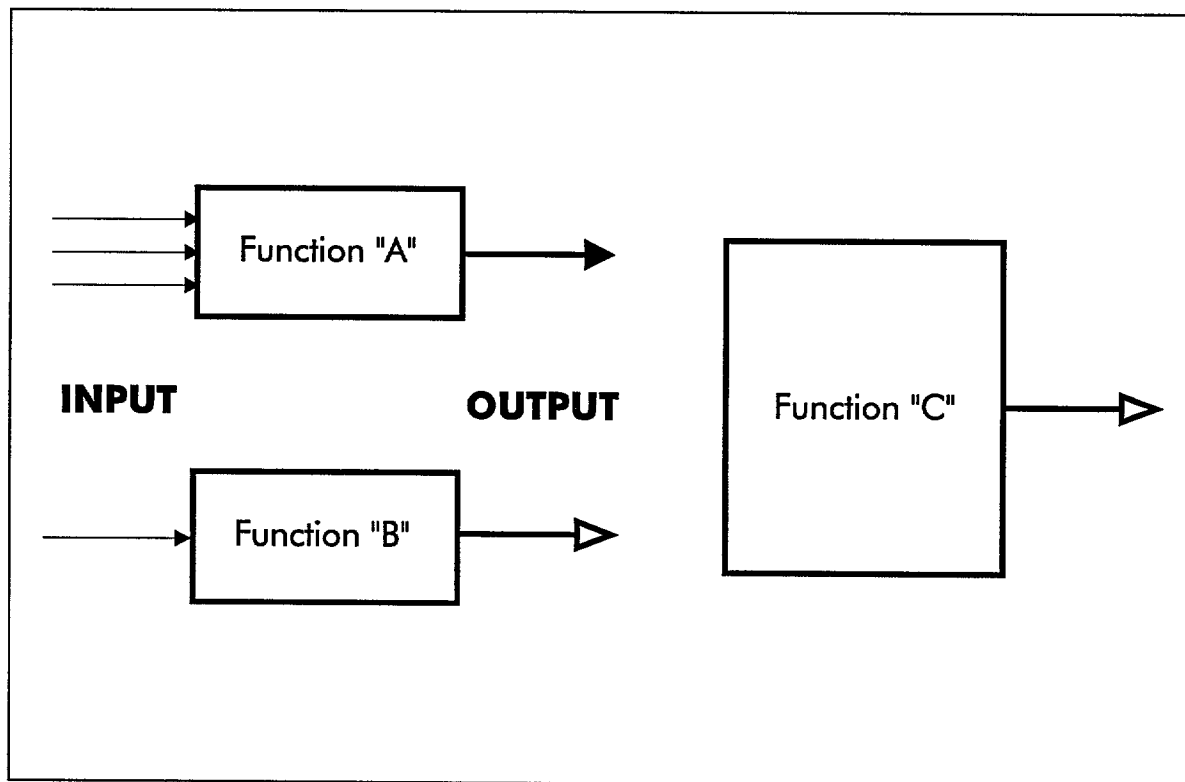 Function "A"
INPUT
OUTPUT
Function "B"
Function "C"